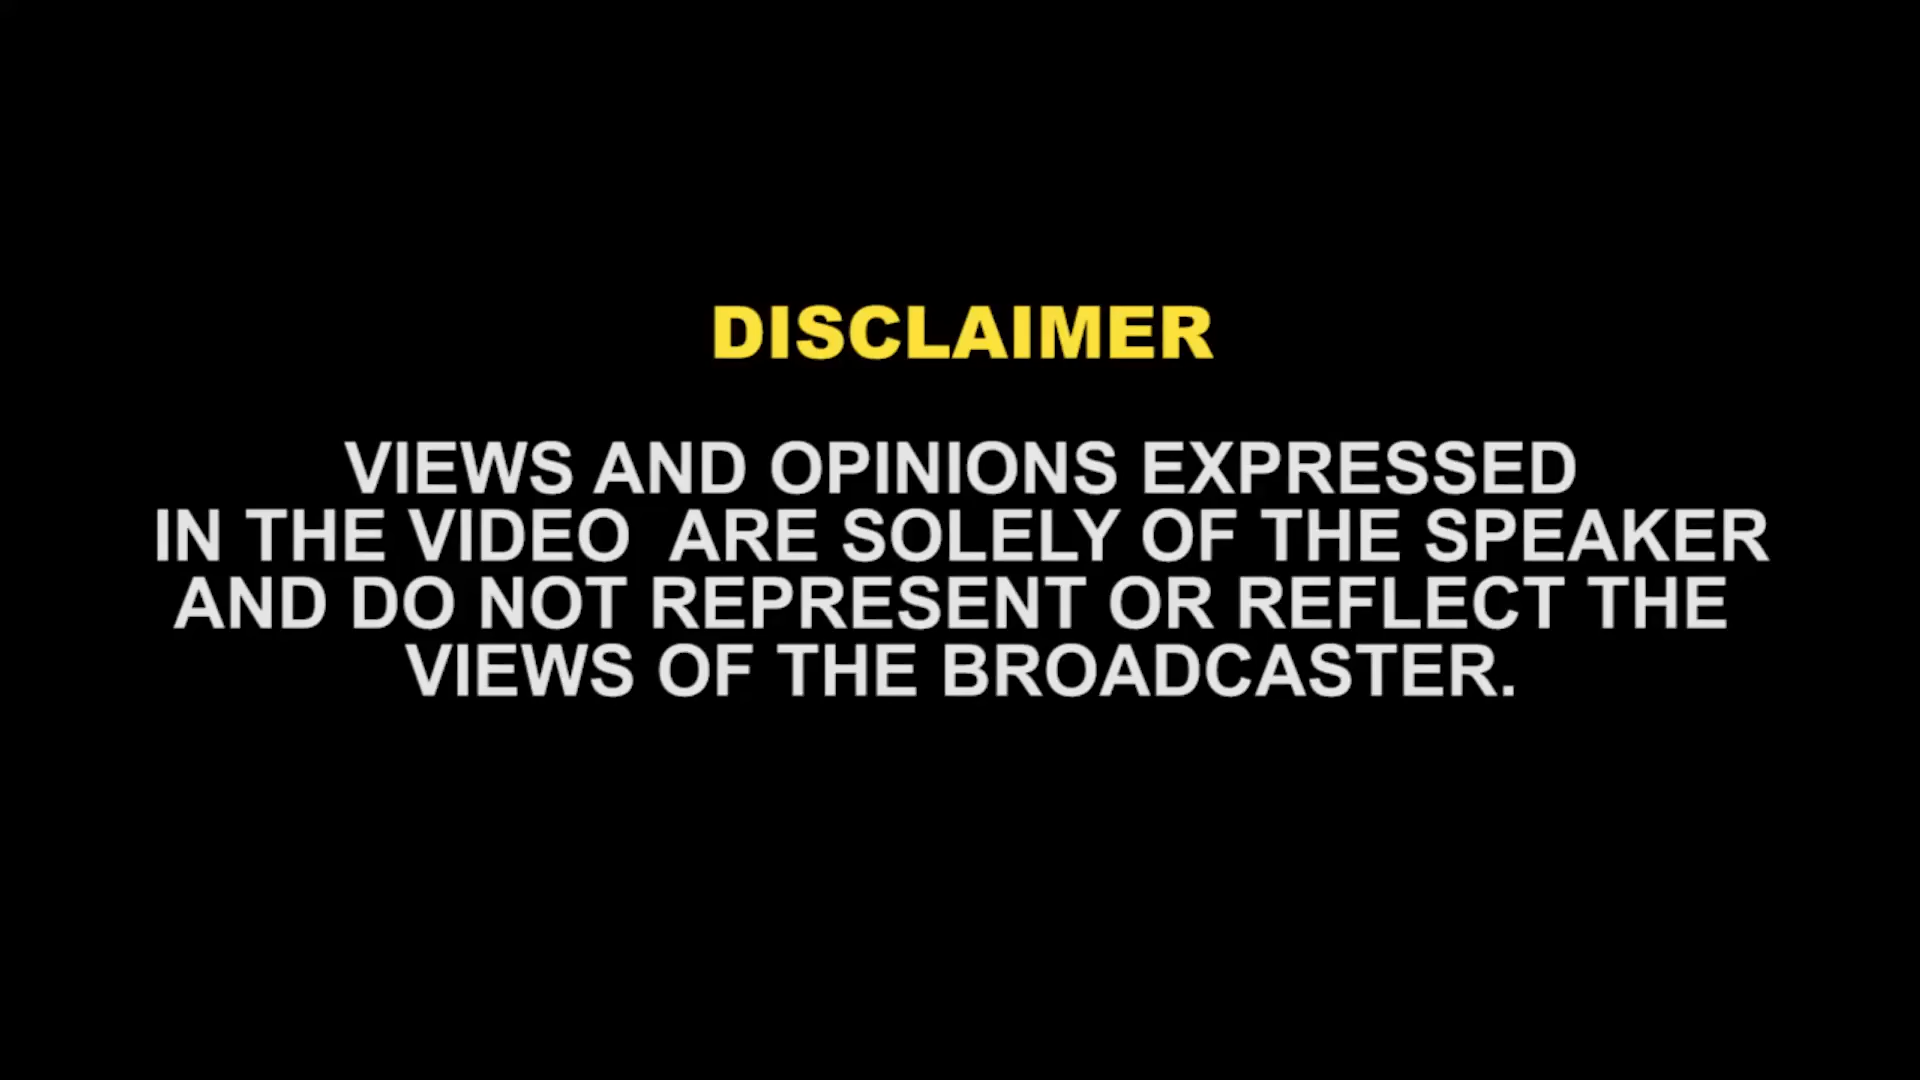 DISCLAIMER
VIEWS AND OPINIONS EXPRESSED
IN THE VIDEO  ARE SOLELY OF THE SPEAKER
AND DO NOT REPRESENT OR REFLECT THE
VIEWS OF THE BROADCASTER.